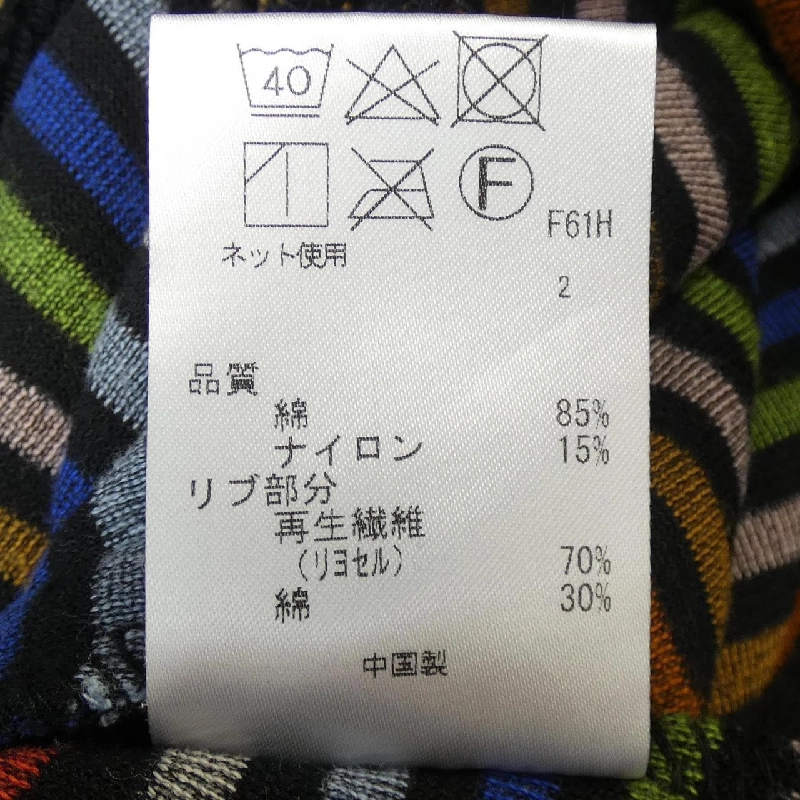 40
F
F61H
ネット使用
2
品質
綿 85%
ナイロン 15%
リブ部分
再生繊維
(リヨセル) 70%
綿 30%
中国製